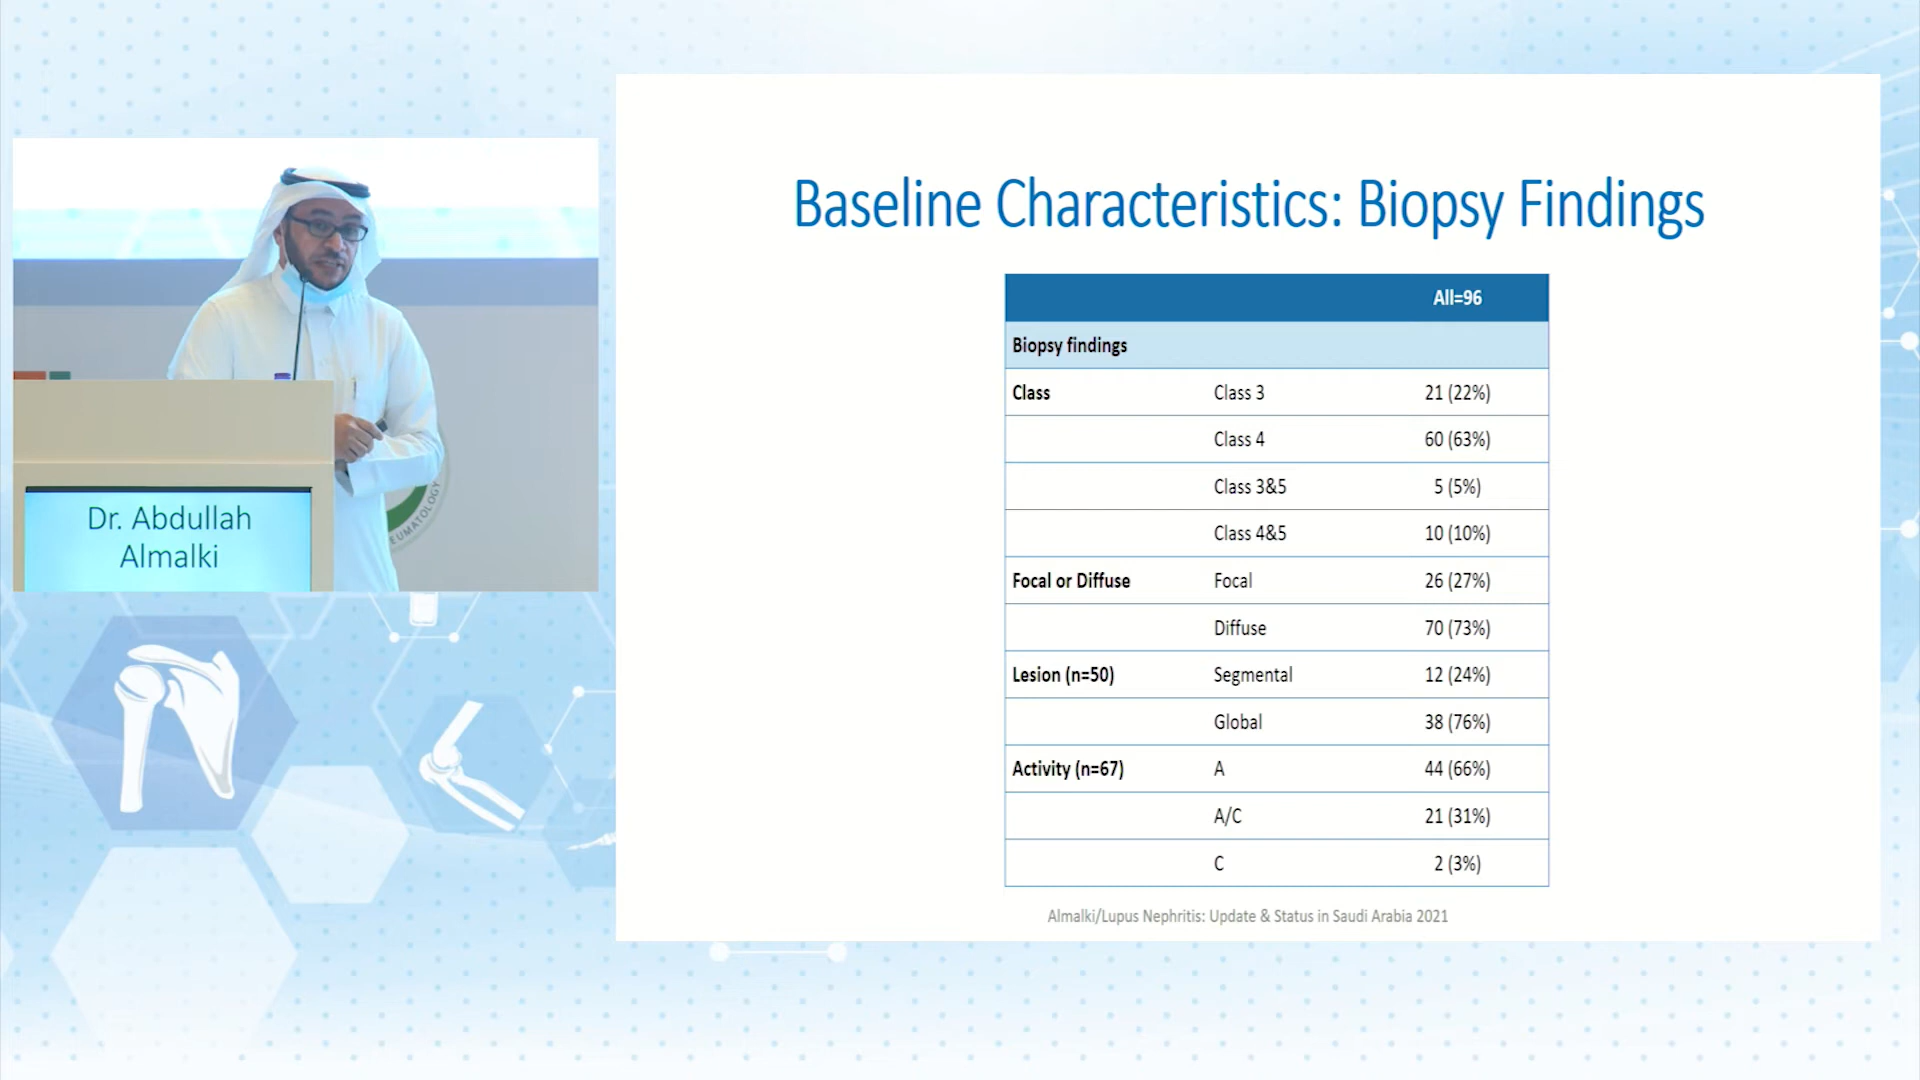 Baseline Characteristics: Biopsy Findings
All=96
Biopsy findings
Class Class 3 21 (22%)
Class 4 60 (63%)
Class 3&5 5 (5%)
Class 4&5 10 (10%)
Focal or Diffuse Focal 26 (27%)
Diffuse 70 (73%)
Lesion (n=50) Segmental 12 (24%)
Global 38 (76%)
Activity (n=67) A 44 (66%)
A/C 21 (31%)
C 2 (3%)
Almalki/Lupus Nephritis: Update & Status in Saudi Arabia 2021
Dr. Abdullah
Almalki